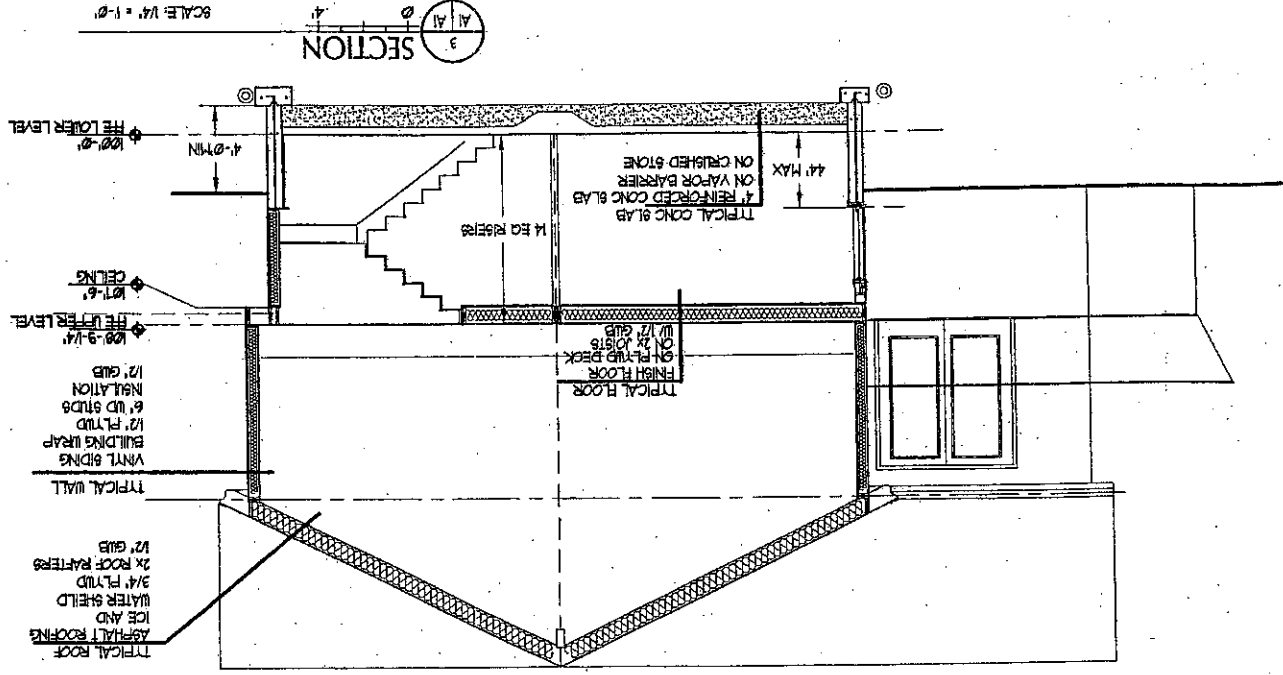 TYPICAL ROOF
ASPHALT ROOFING
ICE AND
WATER SHEILD
3/4" PLYWD
2x ROOF RAFTERS
1/2" GWB
TYPICAL WALL
VINYL SIDING
BUILDING WRAP
1/2" PLYWD
6" WD STUDS
INSULATION
1/2" GWB
TYPICAL FLOOR
FINISH FLOOR
ON PLYWD DECK
ON 2x JOISTS
W/ 1/2" GWB
108'-9-1/4"
FFE UPPER LEVEL
107'-6"
CEILING
14 EQ RISERS
TYPICAL CONC SLAB
4" REINFORCED CONC SLAB
ON VAPOR BARRIER
ON CRUSHED STONE
44" MAX
4'-0" MIN
100'-0"
FFE LOWER LEVEL
3
A1 A1
SECTION
0 4'
SCALE: 1/4" = 1'-0"